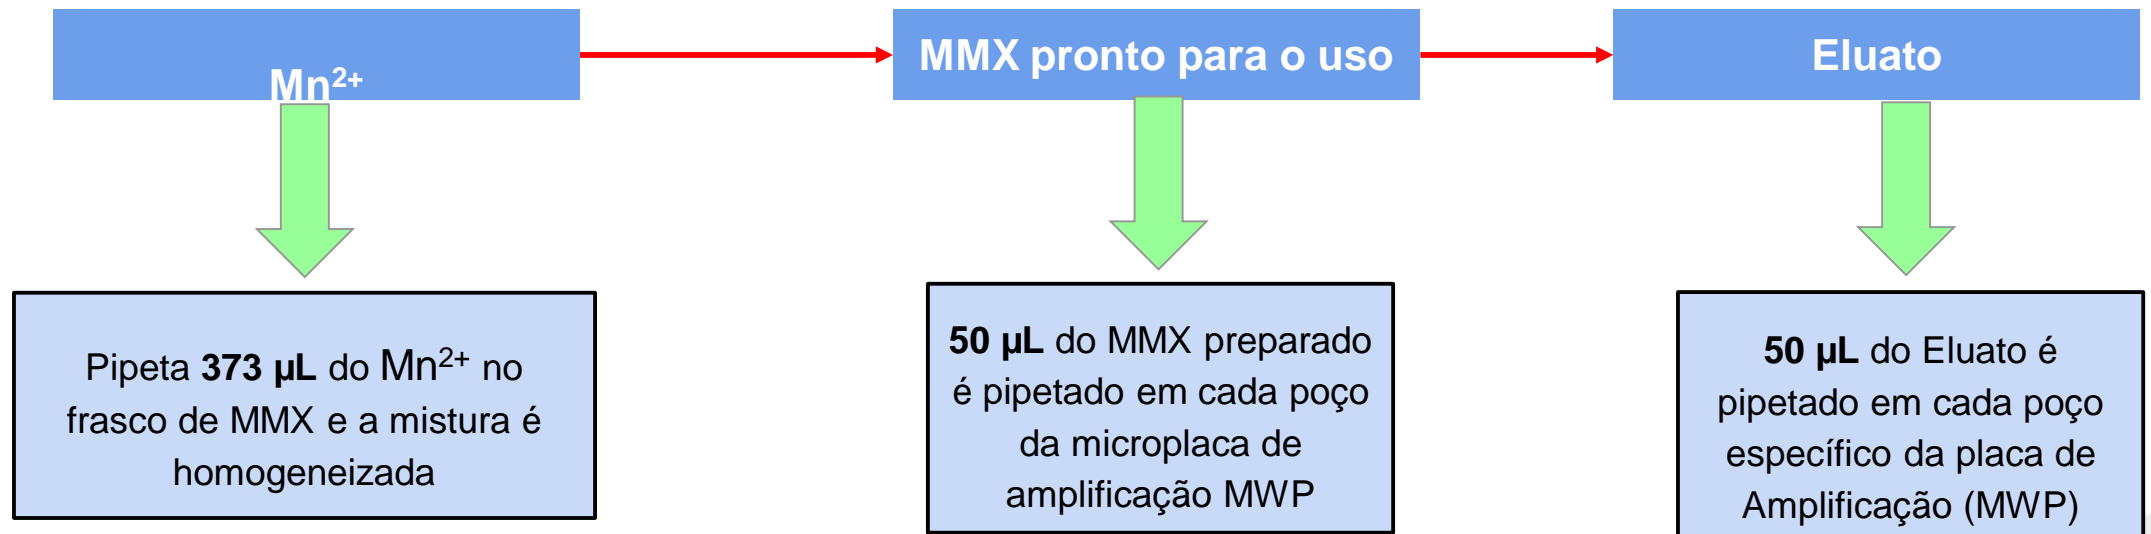 Mn²⁺
MMX pronto para o uso
Eluato
Pipeta 373 µL do Mn²⁺ no
frasco de MMX e a mistura é
homogeneizada
50 µL do MMX preparado
é pipetado em cada poço
da microplaca de
amplificação MWP
50 µL do Eluato é
pipetado em cada poço
específico da placa de
Amplificação (MWP)